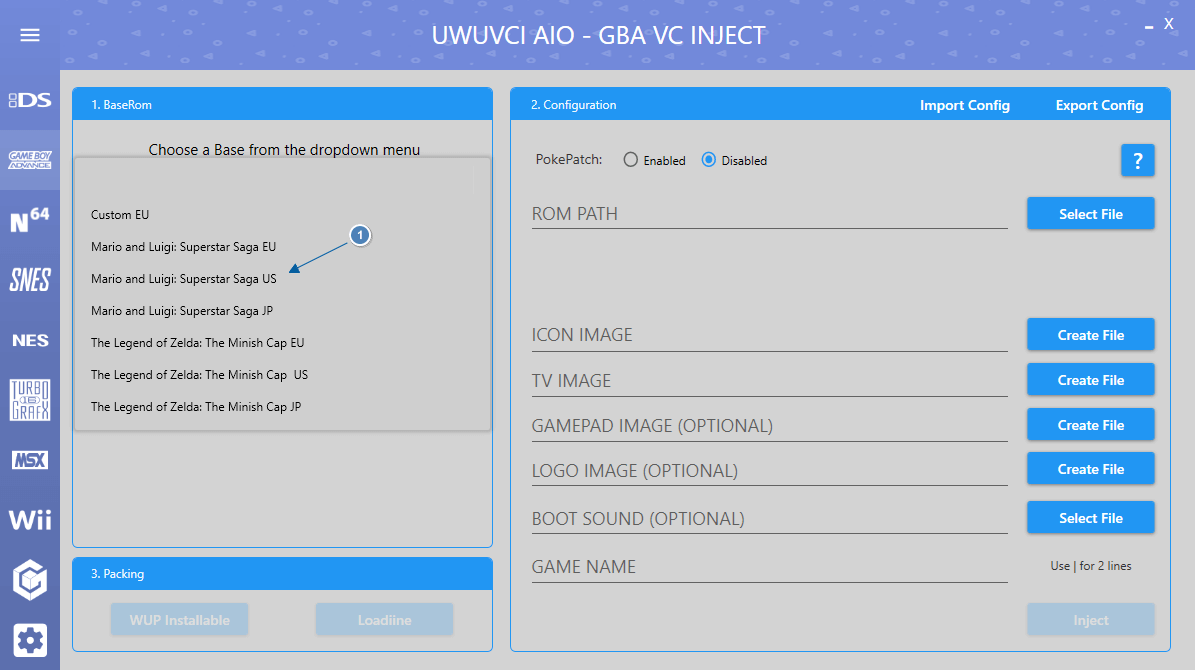 UWUVCI AIO - GBA VC INJECT
– X
DS
GAME BOY
ADVANCE
N64
SNES
NES
TURBO
16
GRAFX
MSX
Wii
1. BaseRom
Choose a Base from the dropdown menu
Custom EU
Mario and Luigi: Superstar Saga EU
1
Mario and Luigi: Superstar Saga US
Mario and Luigi: Superstar Saga JP
The Legend of Zelda: The Minish Cap EU
The Legend of Zelda: The Minish Cap  US
The Legend of Zelda: The Minish Cap JP
3. Packing
WUP Installable
Loadiine
2. Configuration
Import Config
Export Config
PokePatch:
Enabled
Disabled
?
ROM PATH
Select File
ICON IMAGE
Create File
TV IMAGE
Create File
GAMEPAD IMAGE (OPTIONAL)
Create File
LOGO IMAGE (OPTIONAL)
Create File
BOOT SOUND (OPTIONAL)
Select File
GAME NAME
Use | for 2 lines
Inject